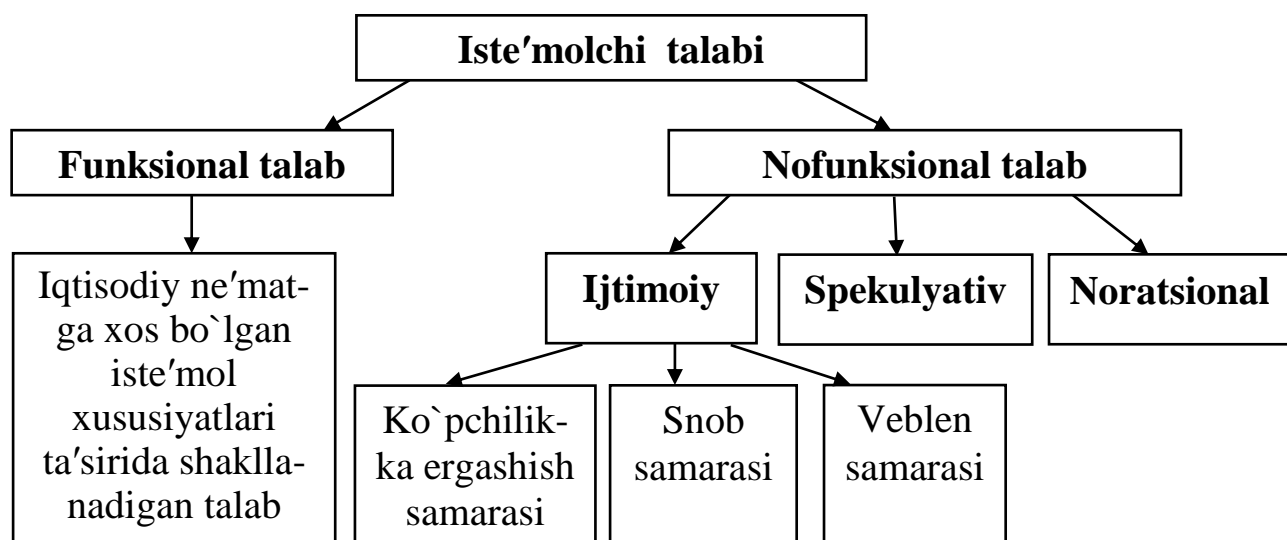 Iste′molchi talabi
Funksional talab
Nofunksional talab
Iqtisodiy ne′mat-
ga xos bo`lgan
iste′mol
xususiyatlari
ta′sirida shaklla-
nadigan talab
Ijtimoiy
Spekulyativ
Noratsional
Ko`pchilik-
ka ergashish
samarasi
Snob
samarasi
Veblen
samarasi